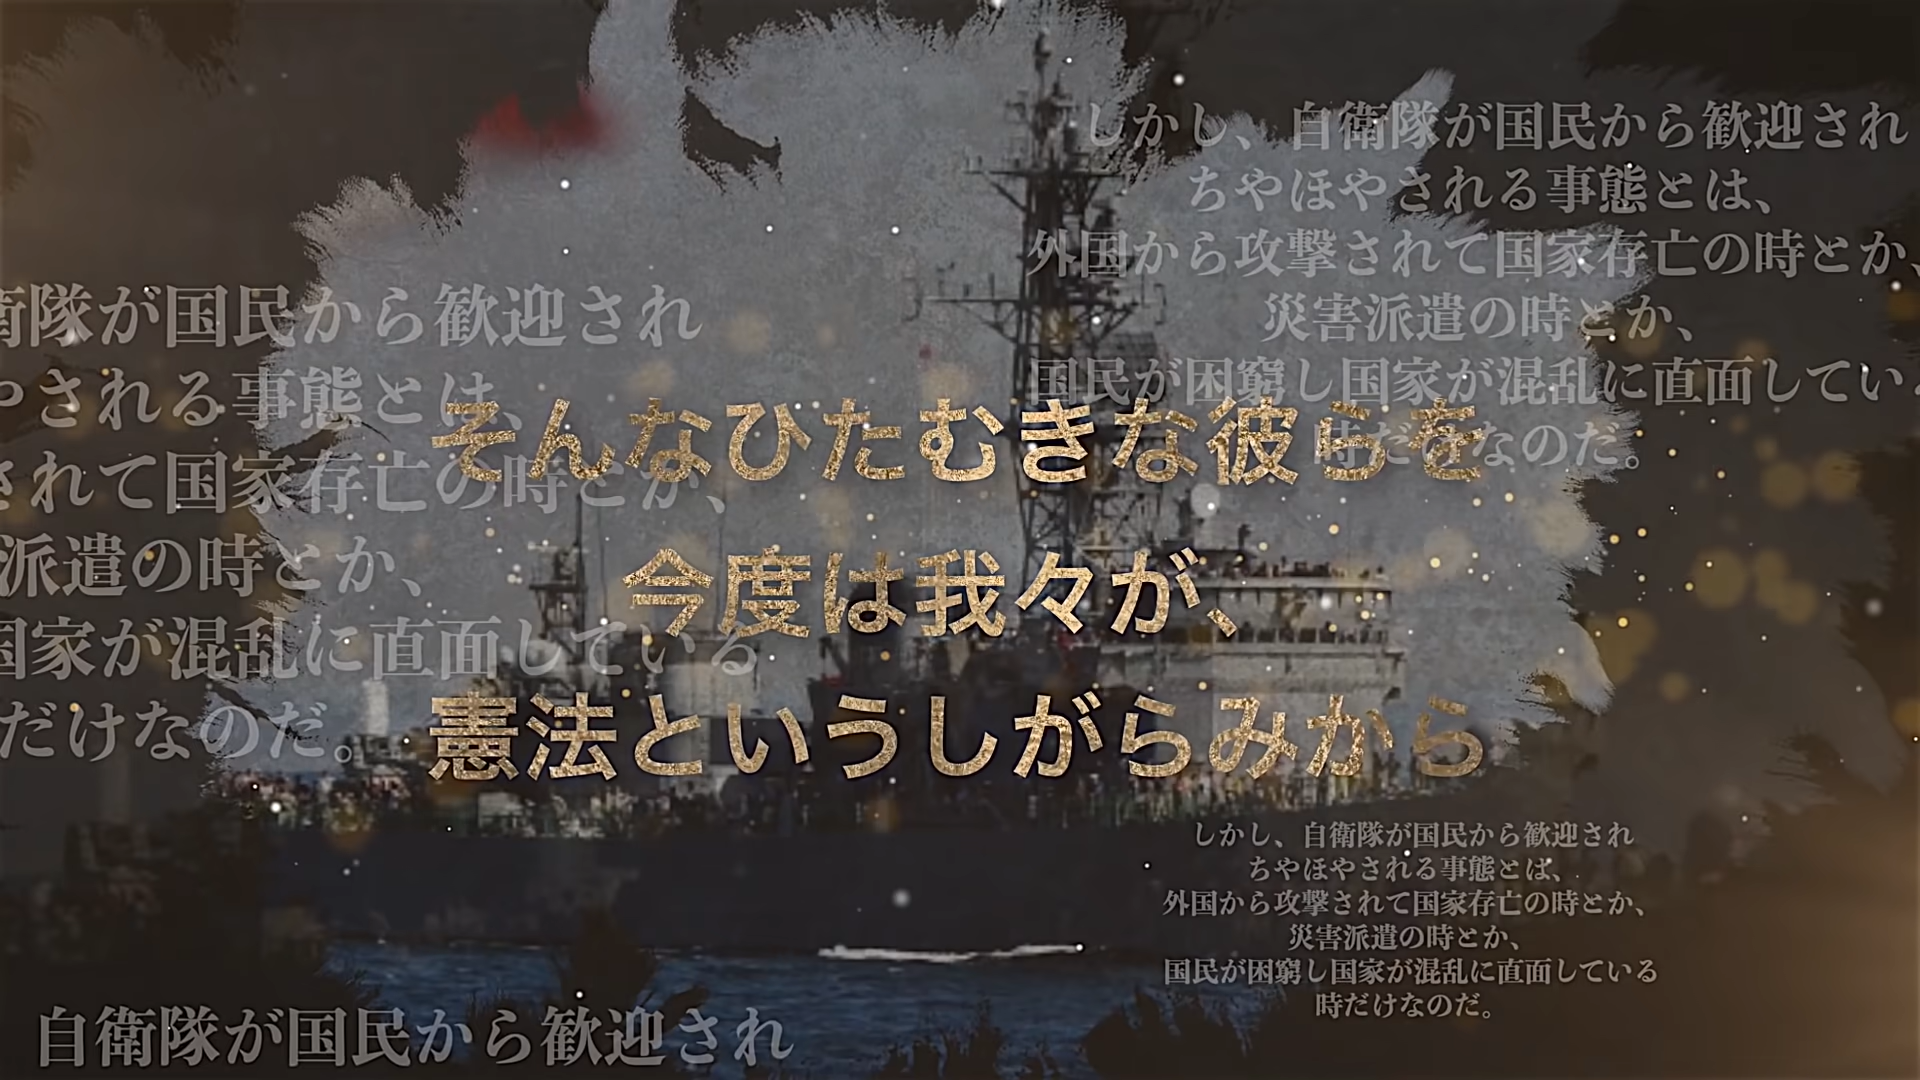 しかし、自衛隊が国民から歓迎され
ちやほやされる事態とは、
外国から攻撃されて国家存亡の時とか、
災害派遣の時とか、
国民が困窮し国家が混乱に直面している
時だけなのだ。
衛隊が国民から歓迎され
やされる事態とは、
されて国家存亡の時とか、
派遣の時とか、
国家が混乱に直面している
だけなのだ。
そんなひたむきな彼らを
今度は我々が、
憲法というしがらみから
しかし、自衛隊が国民から歓迎され
ちやほやされる事態とは、
外国から攻撃されて国家存亡の時とか、
災害派遣の時とか、
国民が困窮し国家が混乱に直面している
時だけなのだ。
自衛隊が国民から歓迎され